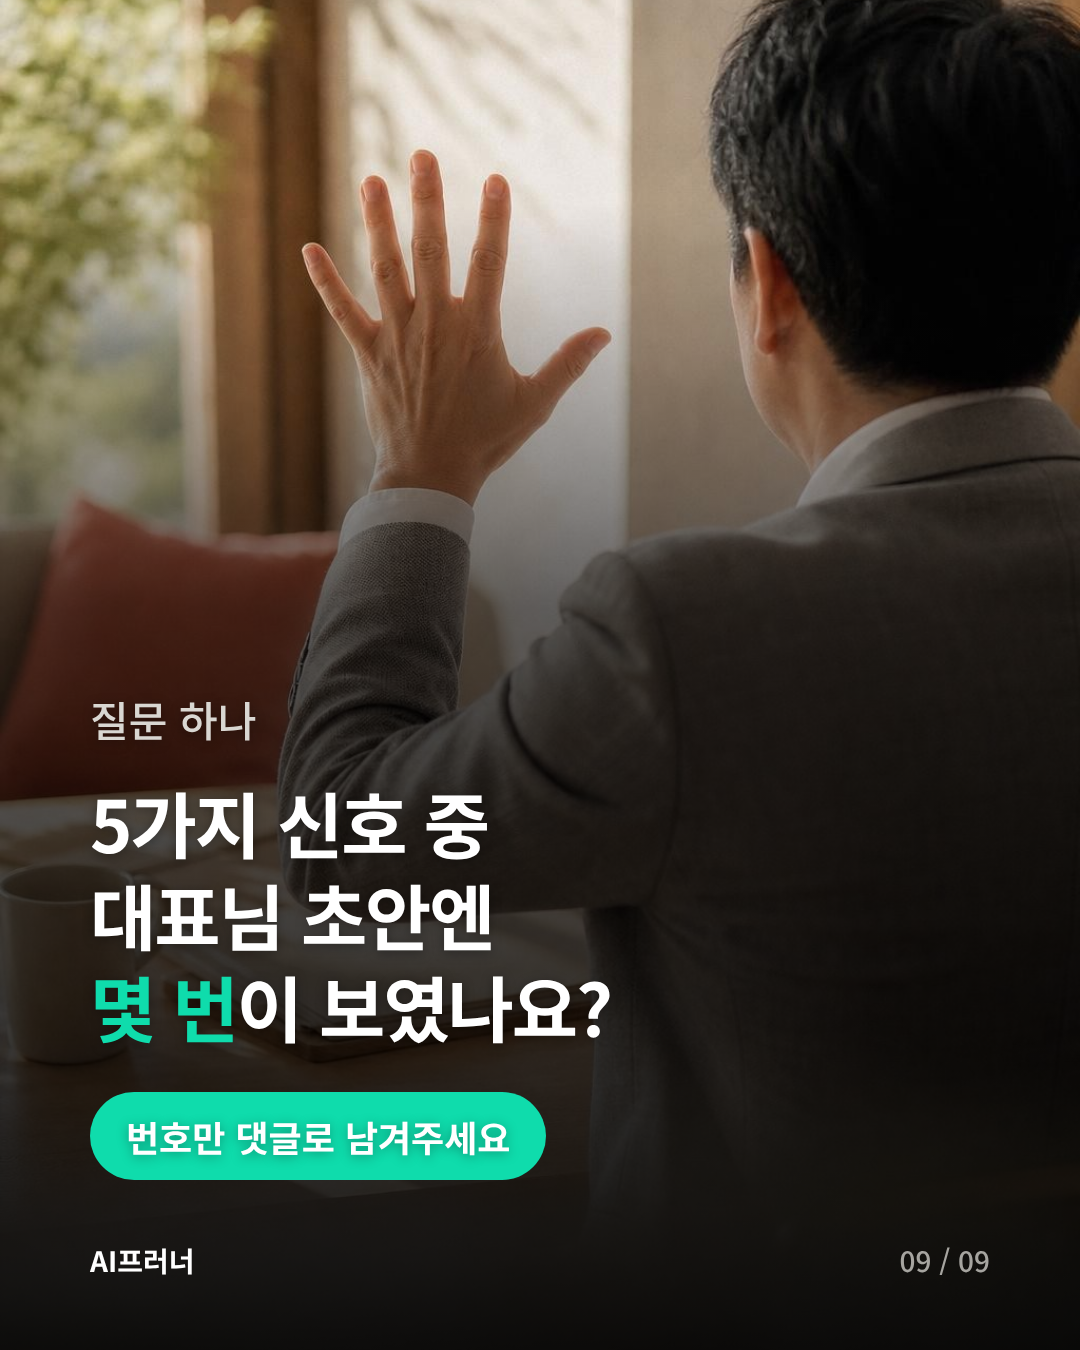 질문 하나
5가지 신호 중
대표님 초안엔
몇 번이 보였나요?
번호만 댓글로 남겨주세요
AI프러너
09 / 09